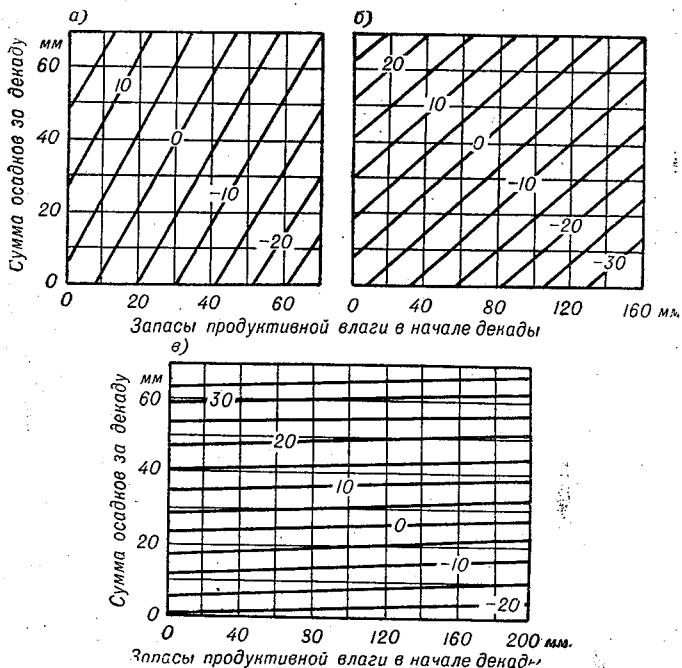 а)
б)
мм
60
40
20
0
Сумма осадков за декаду
10
0
-10
-20
20
10
0
-10
-20
-30
0 20 40 60
0 40 80 120 160 мм.
Запасы продуктивной влаги в начале декады
в)
мм
60
40
20
0
Сумма осадков за декаду
30
20
10
0
-10
-20
0 40 30 120 160 200 мм.
Запасы продуктивной влаги в начале декады